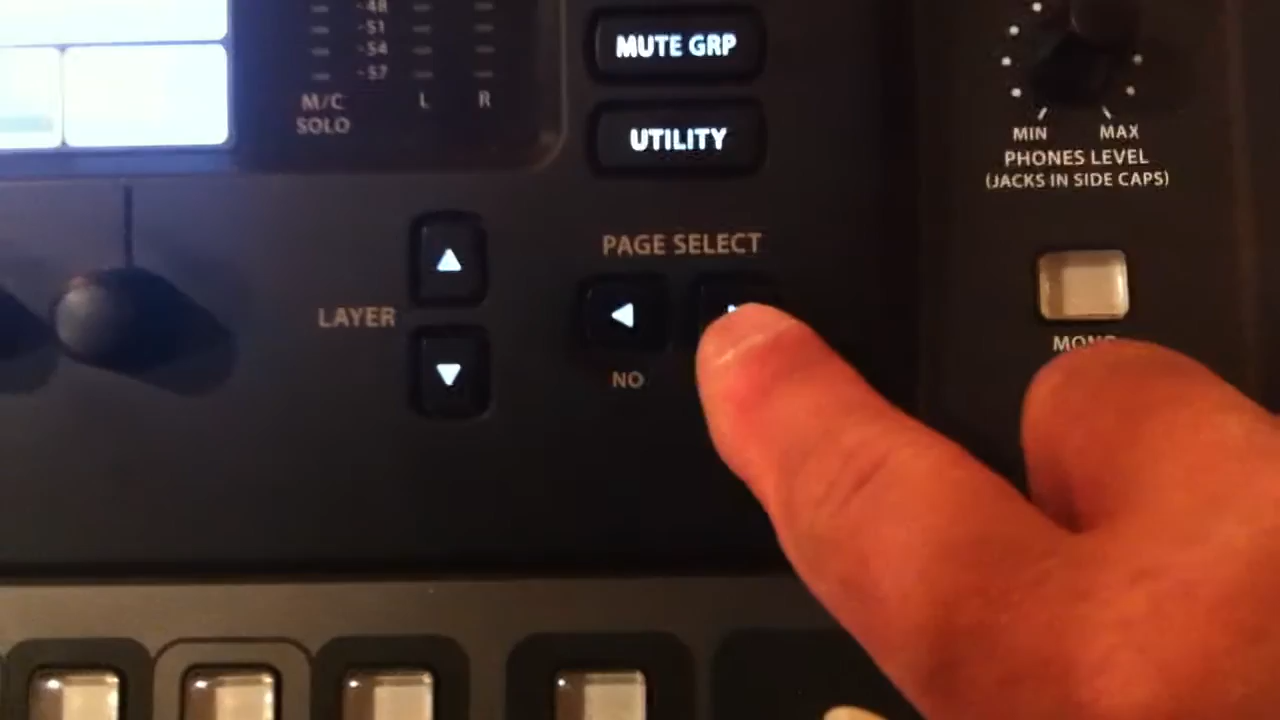 -48
-51
-54
-57
M/C
SOLO
L
R
MUTE GRP
UTILITY
MIN
MAX
PHONES LEVEL
(JACKS IN SIDE CAPS)
PAGE SELECT
LAYER
NO
MONO